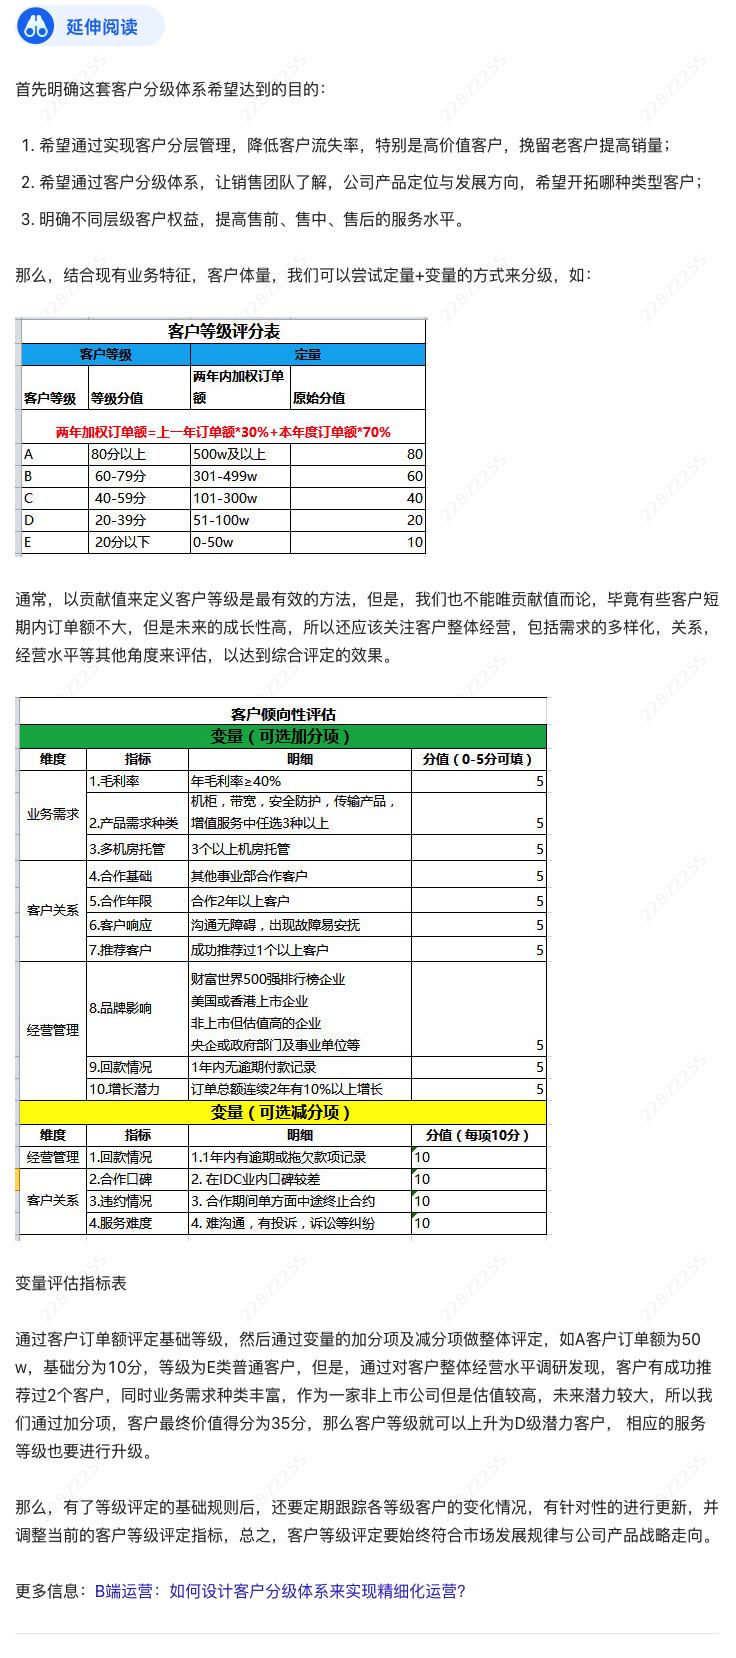 延伸阅读
首先明确这套客户分级体系希望达到的目的：
1. 希望通过实现客户分层管理，降低客户流失率，特别是高价值客户，挽留老客户提高销量；
2. 希望通过客户分级体系，让销售团队了解，公司产品定位与发展方向，希望开拓哪种类型客户；
3. 明确不同层级客户权益，提高售前、售中、售后的服务水平。
那么，结合现有业务特征，客户体量，我们可以尝试定量+变量的方式来分级，如：
客户等级评分表
客户等级 定量
客户等级 等级分值 两年内加权订单额 原始分值
两年加权订单额=上一年订单额*30%+本年度订单额*70%
A 80分以上 500w及以上 80
B 60-79分 301-499w 60
C 40-59分 101-300w 40
D 20-39分 51-100w 20
E 20分以下 0-50w 10
通常，以贡献值来定义客户等级是最有效的方法，但是，我们也不能唯贡献值而论，毕竟有些客户短
期内订单额不大，但是未来的成长性高，所以还应该关注客户整体经营，包括需求的多样化，关系，
经营水平等其他角度来评估，以达到综合评定的效果。
客户倾向性评估
变量（可选加分项）
维度 指标 明细 分值（0-5分可填）
业务需求 1.毛利率 年毛利率≥40% 5
2.产品需求种类 机柜，带宽，安全防护，传输产品，
增值服务中任选3种以上 5
3.多机房托管 3个以上机房托管 5
客户关系 4.合作基础 其他事业部合作客户 5
5.合作年限 合作2年以上客户 5
6.客户响应 沟通无障碍，出现故障易安抚 5
7.推荐客户 成功推荐过1个以上客户 5
经营管理 8.品牌影响 财富世界500强排行榜企业
美国或香港上市企业
非上市但估值高的企业
央企或政府部门及事业单位等 5
9.回款情况 1年内无逾期付款记录 5
10.增长潜力 订单总额连续2年有10%以上增长 5
变量（可选减分项）
维度 指标 明细 分值（每项10分）
经营管理 1.回款情况 1.1年内有逾期或拖欠款项记录 10
客户关系 2.合作口碑 2. 在IDC业内口碑较差 10
3.违约情况 3. 合作期间单方面中途终止合约 10
4.服务难度 4. 难沟通，有投诉，诉讼等纠纷 10
变量评估指标表
通过客户订单额评定基础等级，然后通过变量的加分项及减分项做整体评定，如A客户订单额为50
w，基础分为10分，等级为E类普通客户，但是，通过对客户整体经营水平调研发现，客户有成功推
荐过2个客户，同时业务需求种类丰富，作为一家非上市公司但是估值较高，未来潜力较大，所以我
们通过加分项，客户最终价值得分为35分，那么客户等级就可以上升为D级潜力客户， 相应的服务
等级也要进行升级。
那么，有了等级评定的基础规则后，还要定期跟踪各等级客户的变化情况，有针对性的进行更新，并
调整当前的客户等级评定指标，总之，客户等级评定要始终符合市场发展规律与公司产品战略走向。
更多信息：B端运营：如何设计客户分级体系来实现精细化运营?
22872255